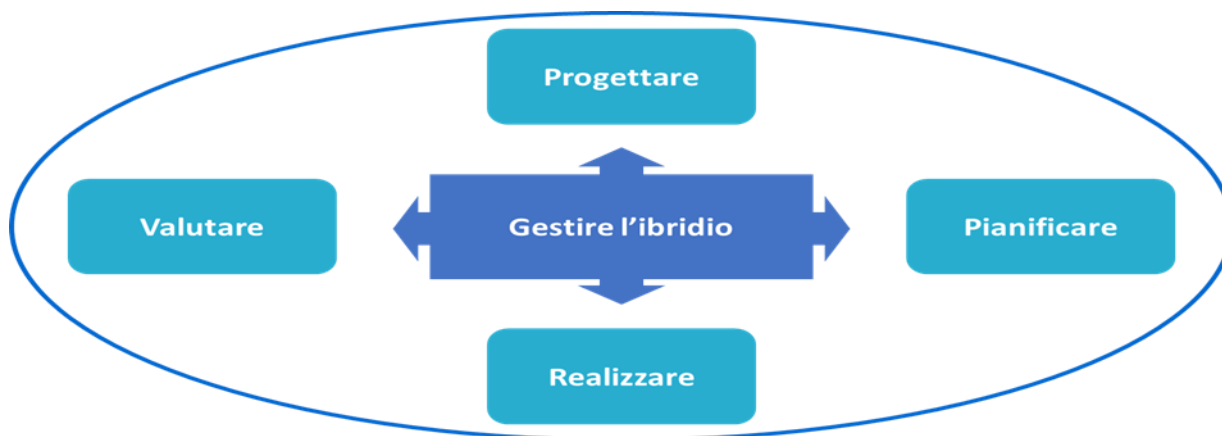 Progettare
Valutare
Gestire l’ibridio
Pianificare
Realizzare